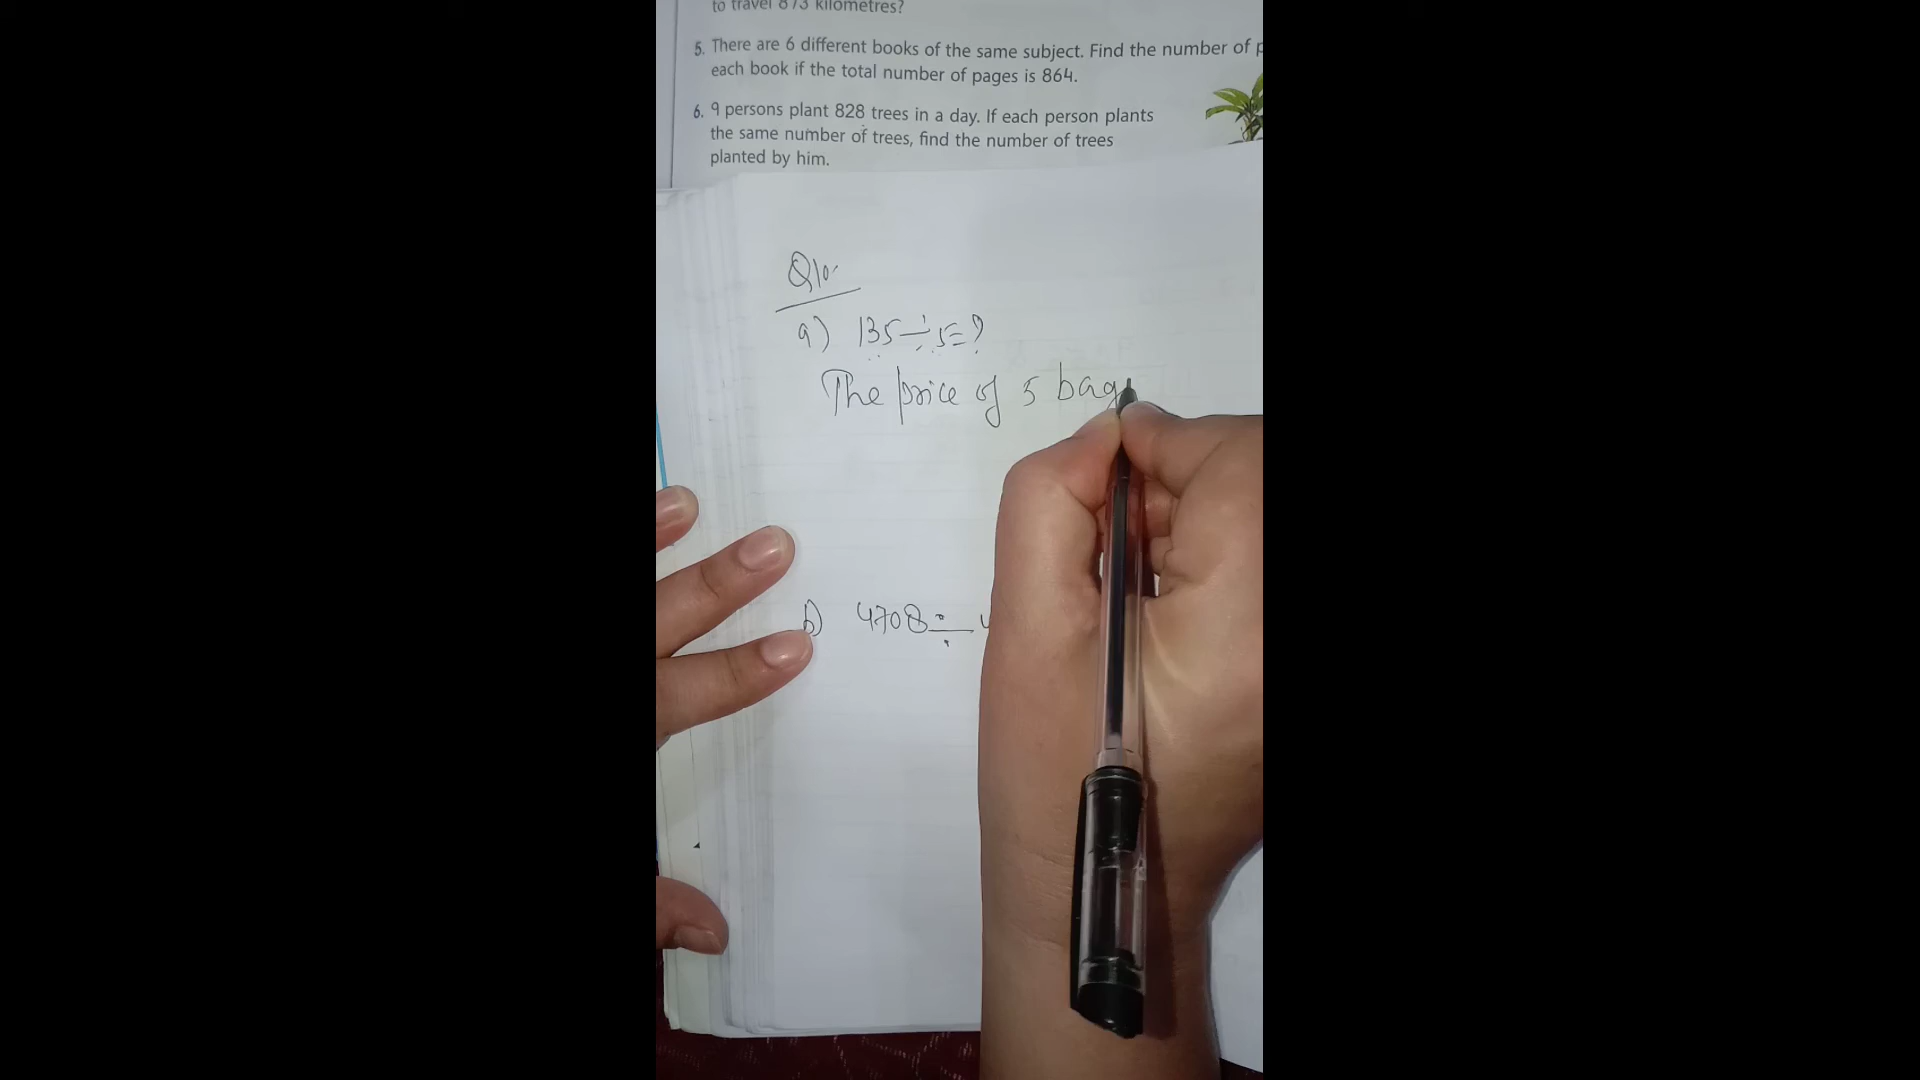 to travel 873 kilometres?
5. There are 6 different books of the same subject. Find the number of
each book if the total number of pages is 864.
6. 9 persons plant 828 trees in a day. If each person plants
the same number of trees, find the number of trees
planted by him.
Q10.
a) 135÷5=?
The price of 5 bag
b) 4708÷4